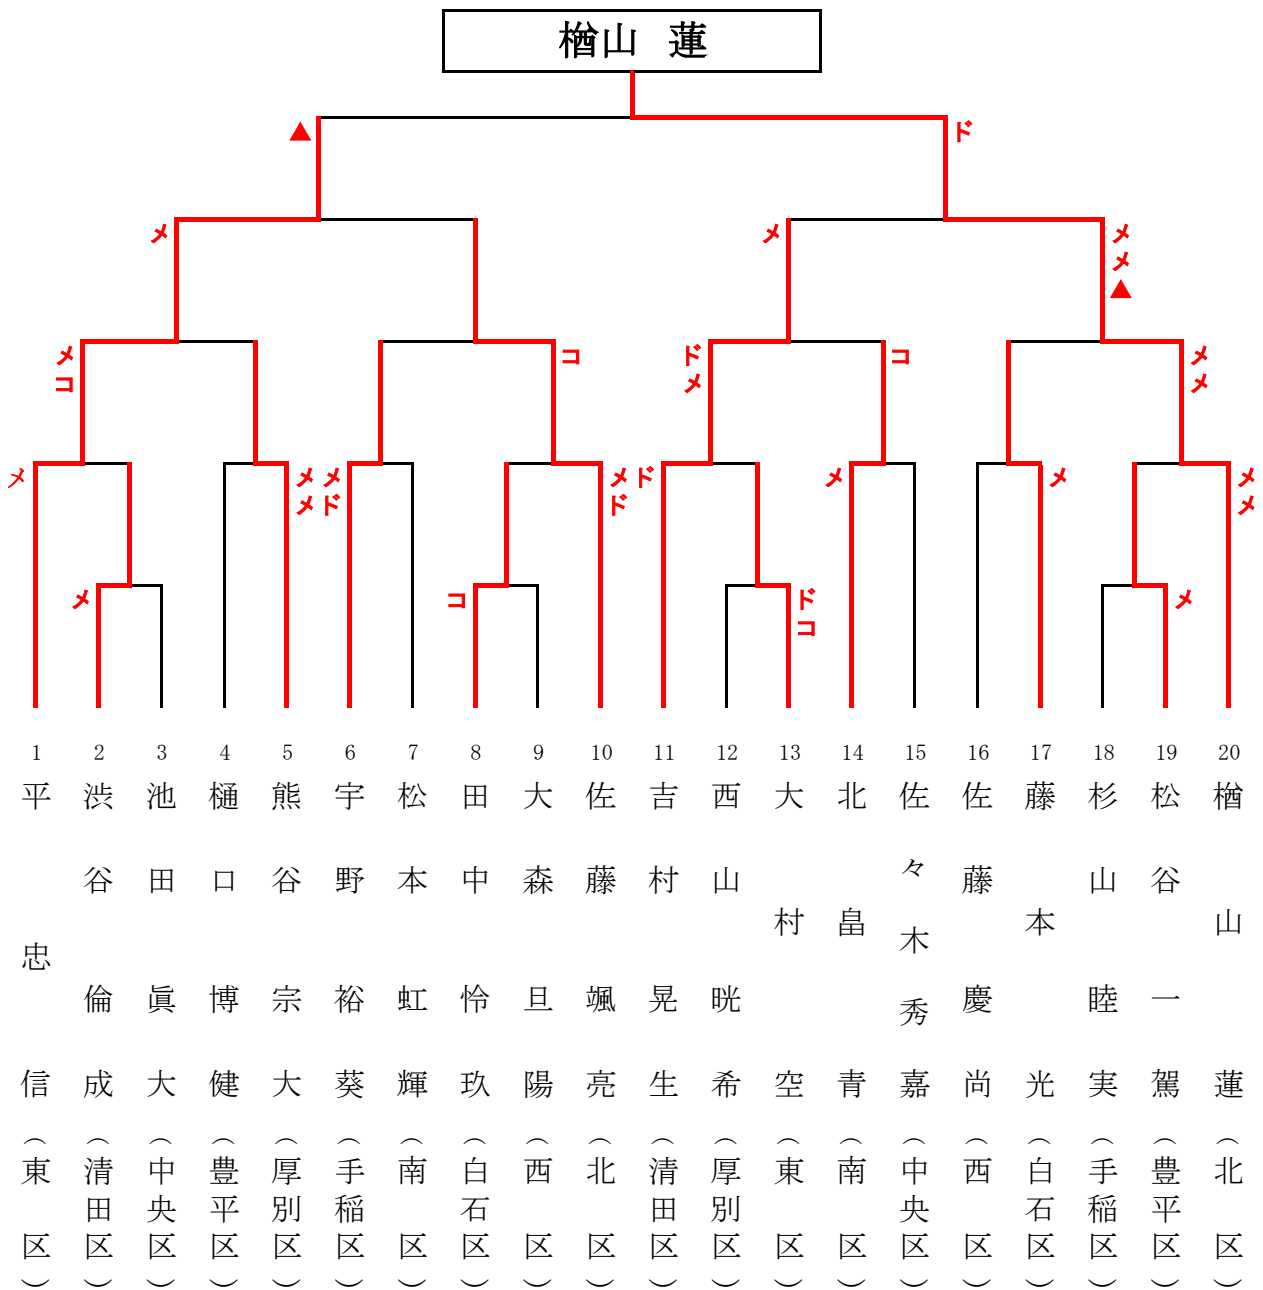 楢山　蓮
▲
ド
メ
メ
メ
メ
▲
メ
コ
コ
ド
メ
コ
メ
メ
メ
メ
メ
メ
ド
メ
ド
ド
メ
メ
メ
メ
メ
コ
ド
コ
メ
1 平忠信（東区）
2 渋谷倫成（清田区）
3 池田眞大（中央区）
4 樋口博健（豊平区）
5 熊谷宗大（厚別区）
6 宇野裕葵（手稲区）
7 松本虹輝（南区）
8 田中怜玖（白石区）
9 大森旦陽（西区）
10 佐藤颯亮（北区）
11 吉村晃生（清田区）
12 西山晄希（厚別区）
13 大村空（東区）
14 北畠青（南区）
15 佐々木秀嘉（中央区）
16 佐藤慶尚（西区）
17 藤本光（白石区）
18 杉山睦実（手稲区）
19 松谷一駕（豊平区）
20 楢山蓮（北区）